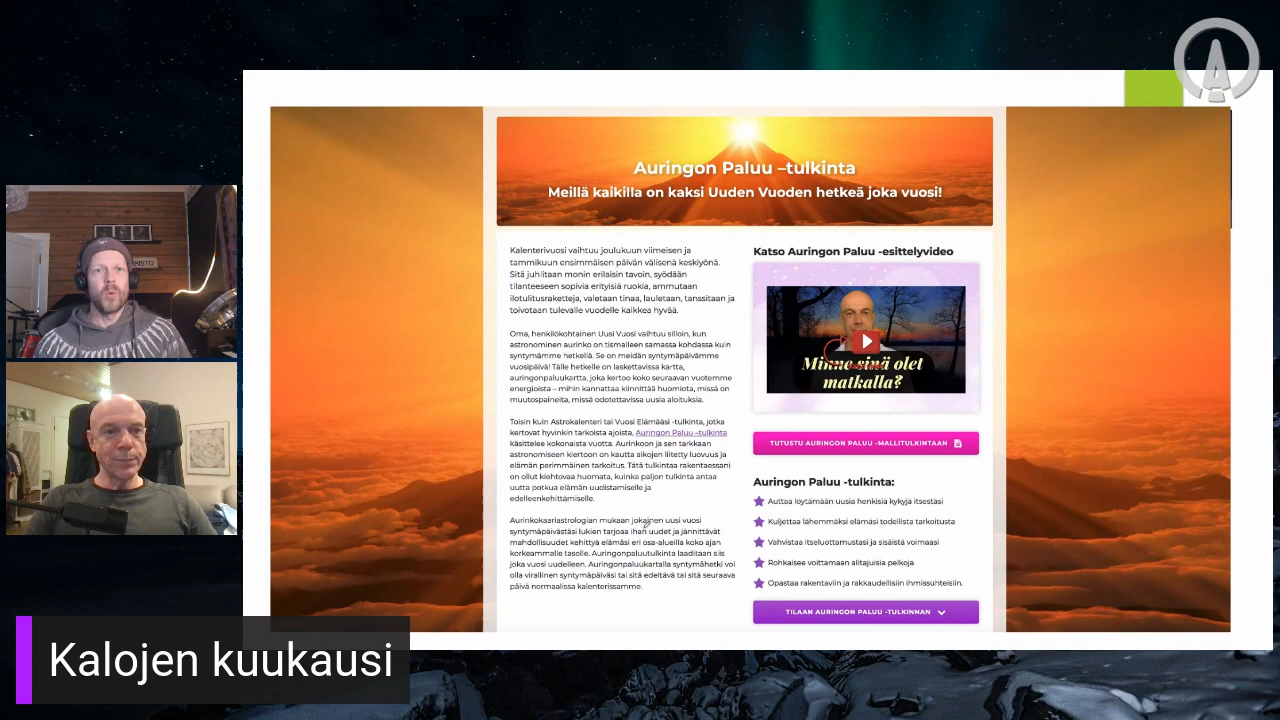 Auringon Paluu –tulkinta
Meillä kaikilla on kaksi Uuden Vuoden hetkeä joka vuosi!
Kalenterivuosi vaihtuu joulukuun viimeisen ja
tammikuun ensimmäisen päivän välisenä keskiyönä.
Sitä juhlitaan monin erilaisin tavoin, syödään
tilanteeseen sopivia erityisiä ruokia, ammutaan
ilotulitusraketteja, valetaan tinaa, lauletaan, tanssitaan ja
toivotaan tulevalle vuodelle kaikkea hyvää.
Oma, henkilökohtainen Uusi Vuosi vaihtuu silloin, kun
astronominen aurinko on tismalleen samassa kohdassa kuin
syntymämme hetkellä. Se on meidän syntymäpäivämme
vuosipäivä! Tälle hetkelle on laskettavissa kartta,
auringonpaluukartta, joka kertoo koko seuraavan vuotemme
energioista – mihin kannattaa kiinnittää huomiota, missä on
muutospaineita, missä odotettavissa uusia aloituksia.
Toisin kuin Astrokalenteri tai Vuosi Elämääsi -tulkinta, jotka
kertovat hyvinkin tarkoista ajoista, Auringon Paluu –tulkinta
käsittelee kokonaista vuotta. Aurinkoon ja sen tarkkaan
astronomiseen kiertoon on kautta aikojen liitetty luovuus ja
elämän perimmäinen tarkoitus. Tätä tulkintaa rakentaessani
on ollut kiehtovaa huomata, kuinka paljon tulkinta antaa
uutta potkua elämän uudistamiselle ja
edelleenkehittämiselle.
Aurinkokaariastrologian mukaan jokainen uusi vuosi
syntymäpäivästäsi lukien tarjoaa ihan uudet ja jännittävät
mahdollisuudet kehittyä elämäsi eri osa-alueilla koko ajan
korkeammalle tasolle. Auringonpaluutulkinta laaditaan siis
joka vuosi uudelleen. Auringonpaluukartalla syntymähetki voi
olla virallinen syntymäpäiväsi tai sitä edeltävä tai sitä seuraava
päivä normaalissa kalenterissamme.
Katso Auringon Paluu -esittelyvideo
Minne sinä olet
matkalla?
TUTUSTU AURINGON PALUU -MALLITULKINTAAN
Auringon Paluu -tulkinta:
Auttaa löytämään uusia henkisiä kykyjä itsestäsi
Kuljettaa lähemmäksi elämäsi todellista tarkoitusta
Vahvistaa itseluottamustasi ja sisäistä voimaasi
Rohkaisee voittamaan alitajuisia pelkoja
Opastaa rakentaviin ja rakkaudellisiin ihmissuhteisiin.
TILAAN AURINGON PALUU -TULKINNAN
Kalojen kuukausi